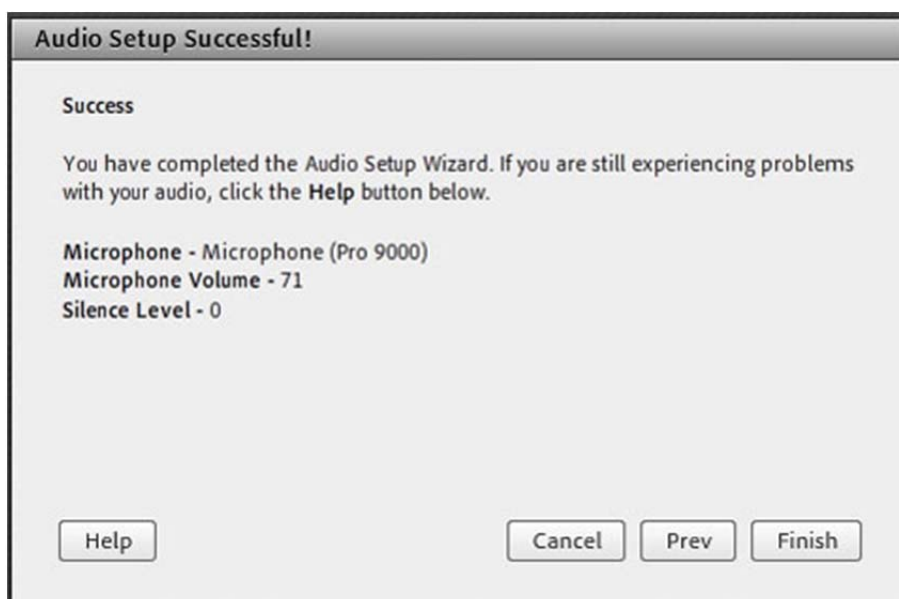 Audio Setup Successful!
Success
You have completed the Audio Setup Wizard. If you are still experiencing problems
with your audio, click the Help button below.
Microphone - Microphone (Pro 9000)
Microphone Volume - 71
Silence Level - 0
Help Cancel Prev Finish